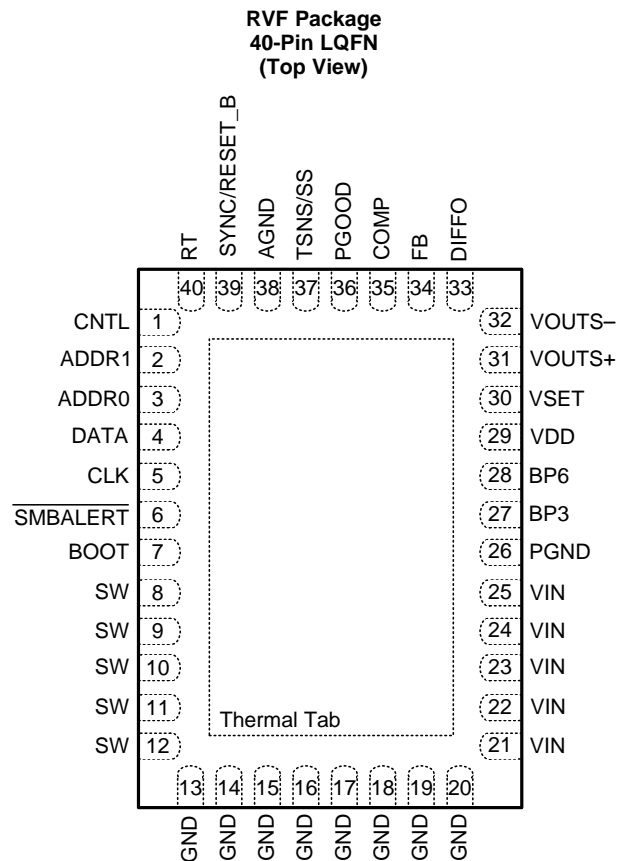 RVF Package
40-Pin LQFN
(Top View)
RT
SYNC/RESET_B
AGND
TSNS/SS
PGOOD
COMP
FB
DIFFO
40 39 38 37 36 35 34 33
CNTL 1 32 VOUTS–
ADDR1 2 31 VOUTS+
ADDR0 3 30 VSET
DATA 4 29 VDD
CLK 5 28 BP6
SMBALERT 6 27 BP3
BOOT 7 26 PGND
SW 8 25 VIN
SW 9 24 VIN
SW 10 23 VIN
SW 11 22 VIN
Thermal Tab
SW 12 21 VIN
13 14 15 16 17 18 19 20
GND
GND
GND
GND
GND
GND
GND
GND